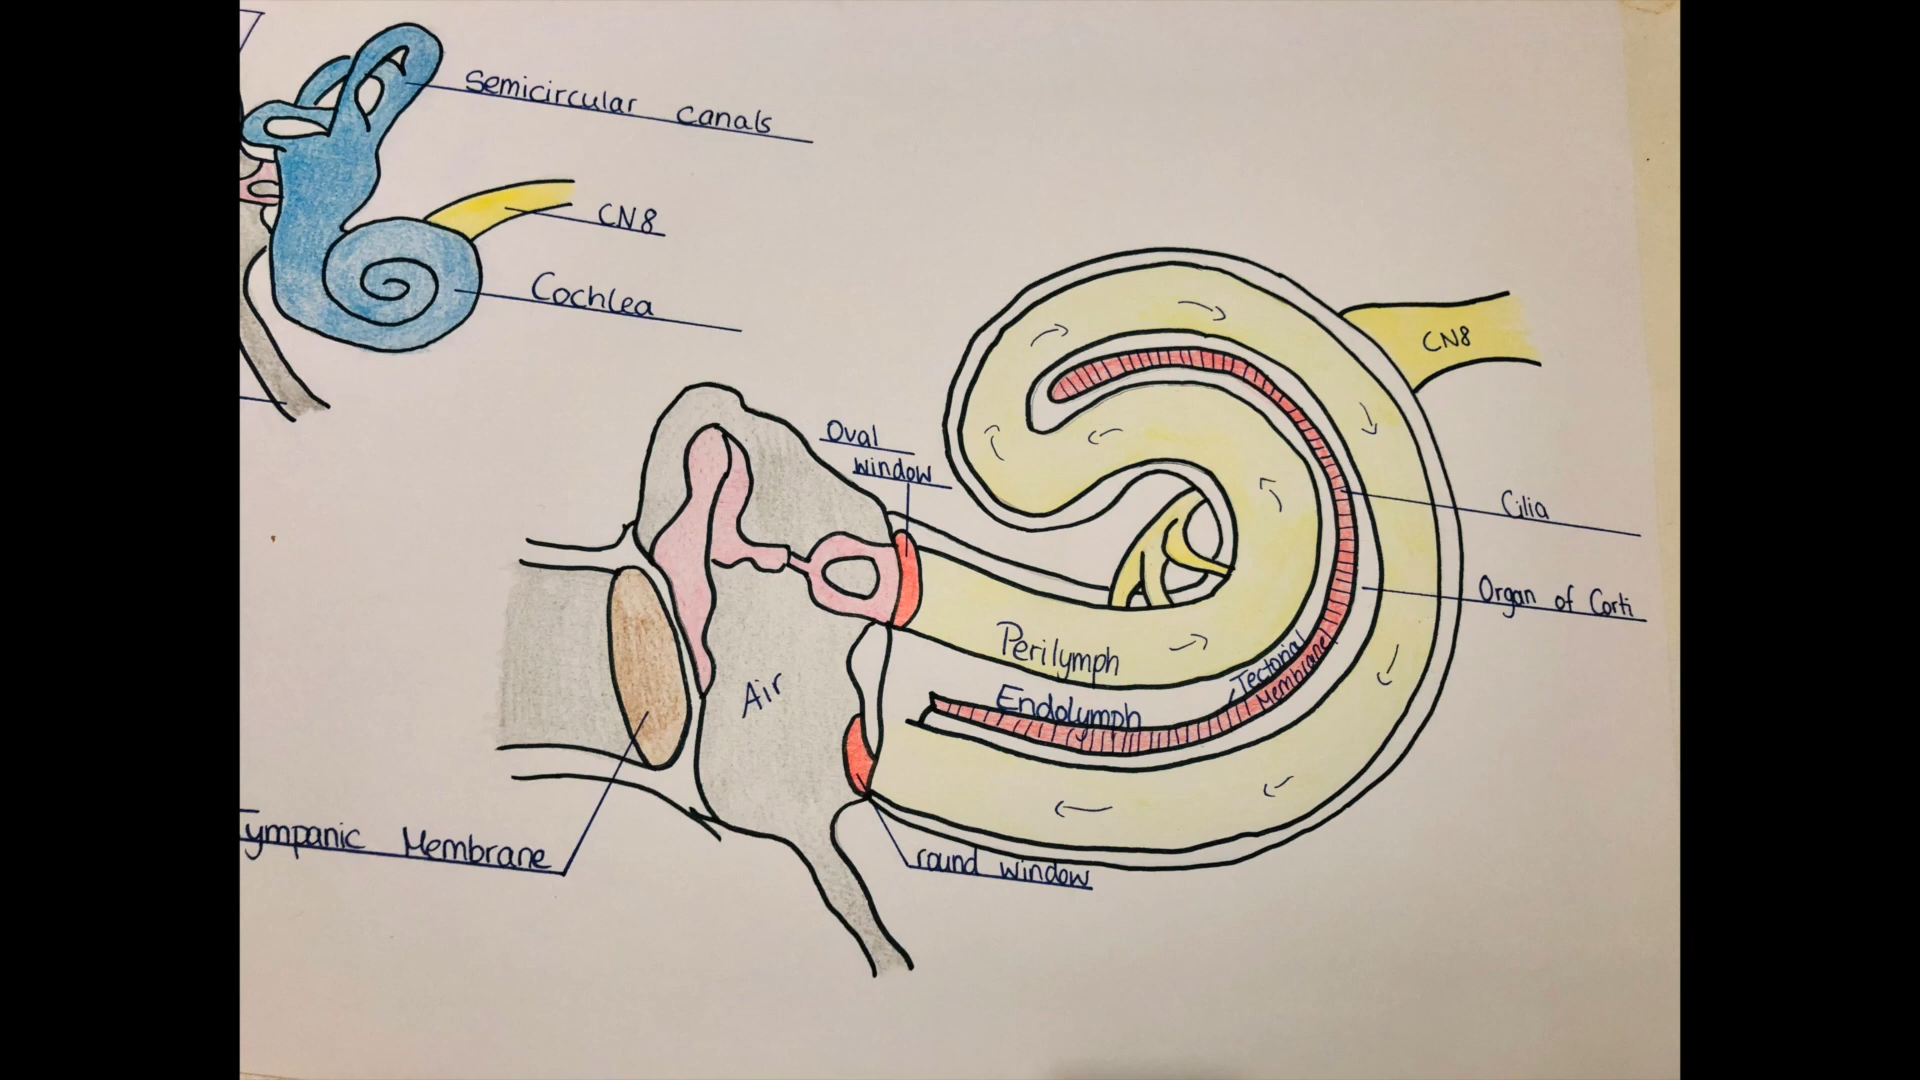 Semicircular canals
CN8
Cochlea
CN8
Oval
window
Cilia
Organ of Corti
Perilymph
Tectorial
Membrane
Endolymph
Air
Tympanic Membrane
round window